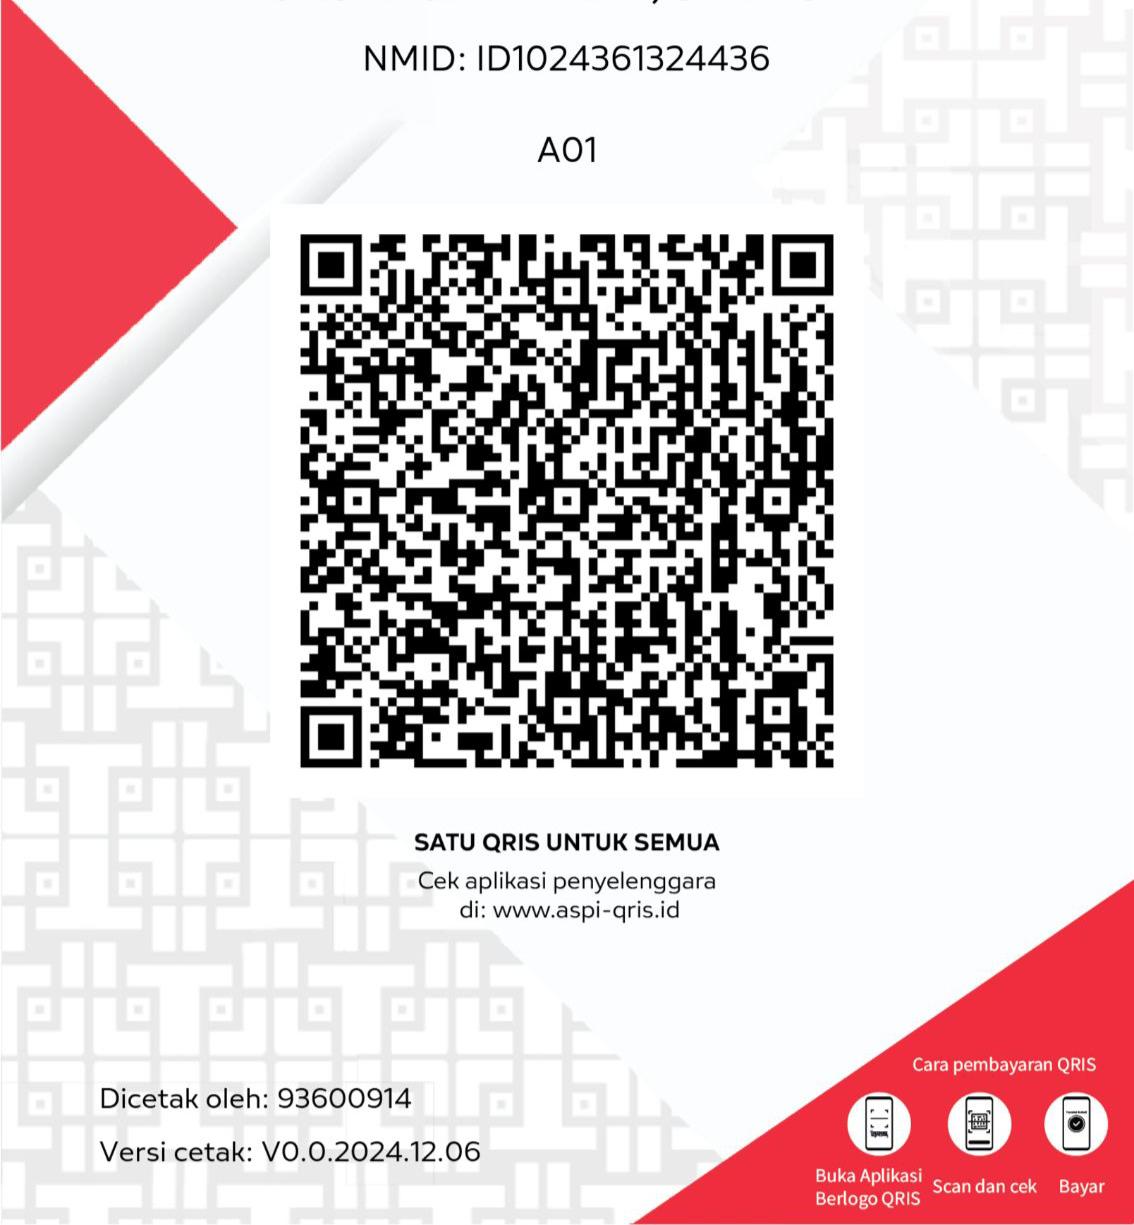 NMID: ID1024361324436
A01
SATU QRIS UNTUK SEMUA
Cek aplikasi penyelenggara
di: www.aspi-qris.id
Dicetak oleh: 93600914
Versi cetak: V0.0.2024.12.06
Cara pembayaran QRIS
Buka Aplikasi
Berlogo QRIS
Scan dan cek
Bayar